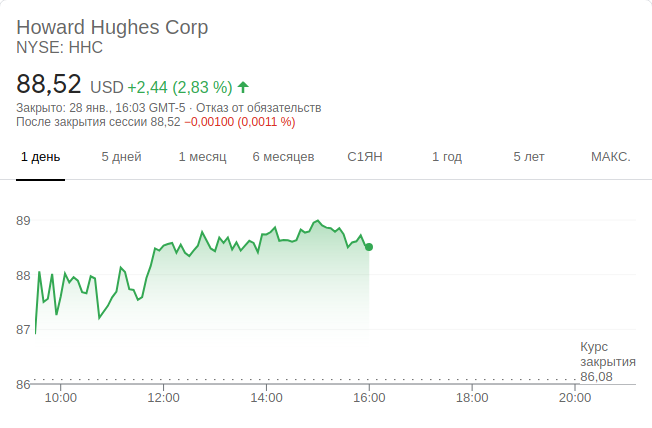 Howard Hughes Corp
NYSE: HHC
88,52 USD +2,44 (2,83 %)
Закрыто: 28 янв., 16:03 GMT-5 · Отказ от обязательств
После закрытия сессии 88,52 −0,00100 (0,0011 %)
1 день 5 дней 1 месяц 6 месяцев С1ЯН 1 год 5 лет МАКС.
89
88
87
Курс
закрытия
86,08
86
10:00 12:00 14:00 16:00 18:00 20:00